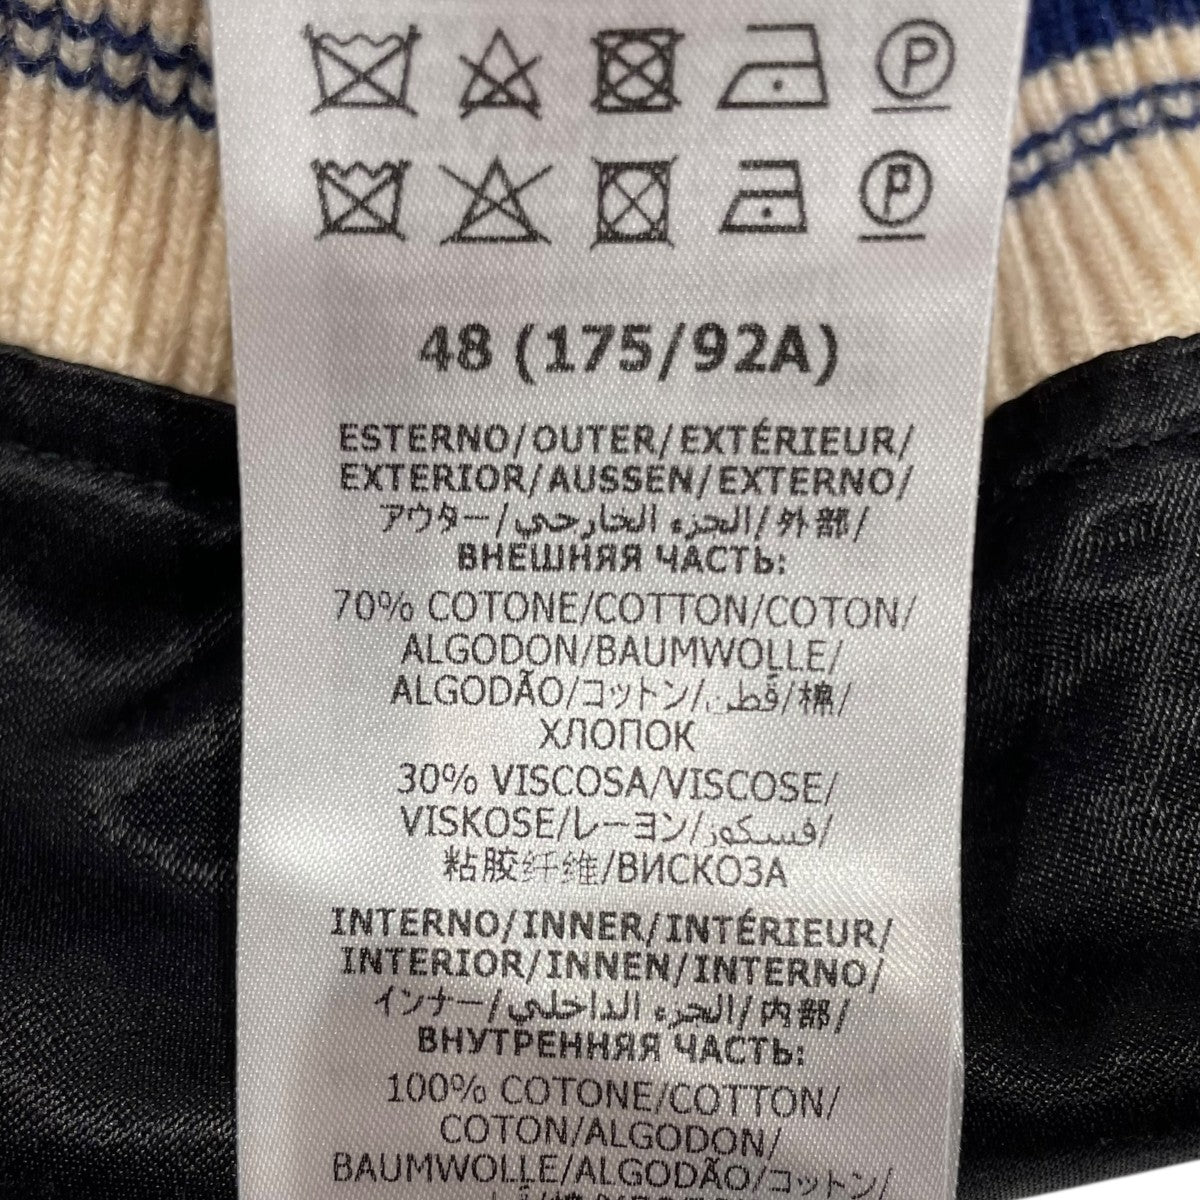 P
P
48 (175/92A)
ESTERNO/OUTER/EXTÉRIEUR/
EXTERIOR/AUSSEN/EXTERNO/
アウター/الجزء الخارجي/外部/
ВНЕШНЯЯ ЧАСТЬ:
70% COTONE/COTTON/COTON/
ALGODON/BAUMWOLLE/
ALGODÃO/コットン/قُطن/棉/
ХЛОПОК
30% VISCOSA/VISCOSE/
VISKOSE/レーヨン/فسكوز/
粘胶纤维/ВИСКОЗА
INTERNO/INNER/INTÉRIEUR/
INTERIOR/INNEN/INTERNO/
インナー/الجزء الداخلي/内部/
ВНУТРЕННЯЯ ЧАСТЬ:
100% COTONE/COTTON/
COTON/ALGODON/
BAUMWOLLE/ALGODÃO/コットン/